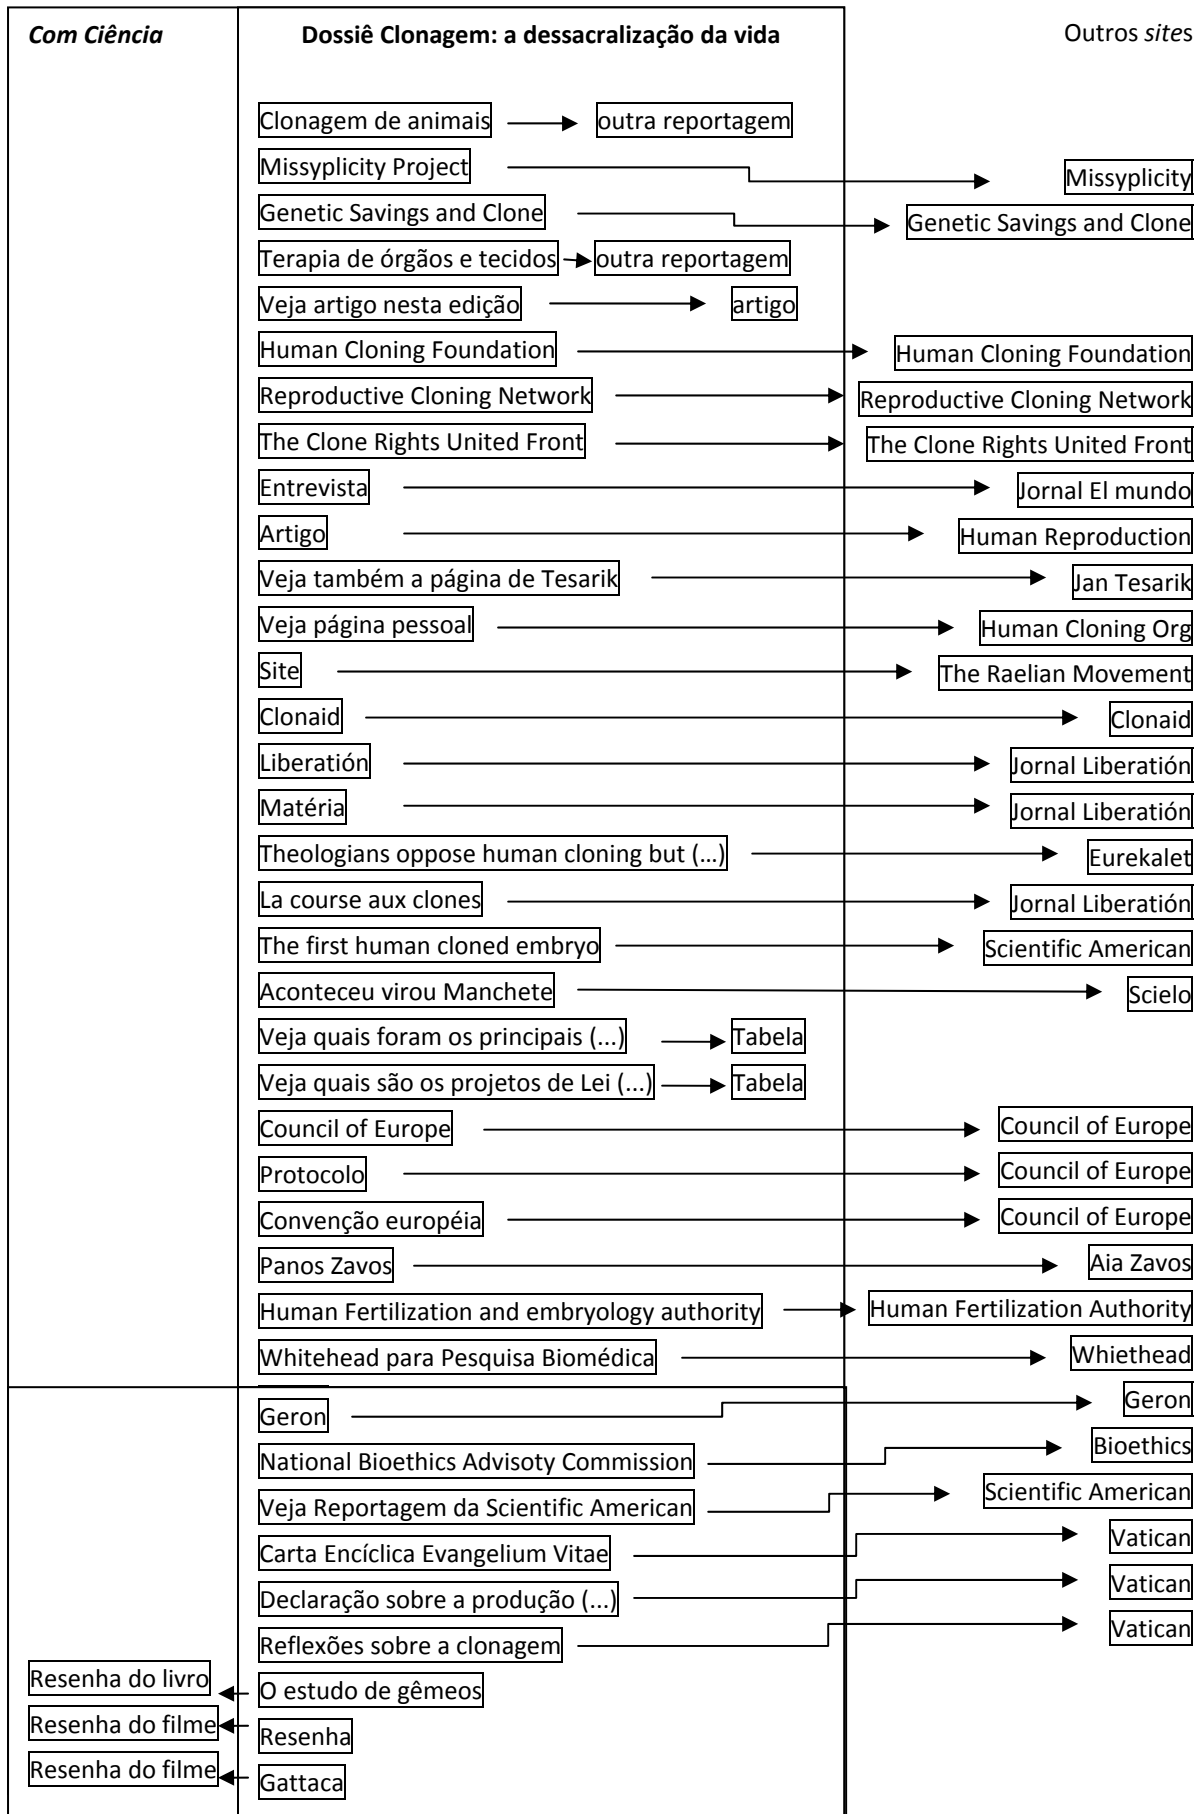 Com Ciência Dossiê Clonagem: a dessacralização da vida Outros sites
Clonagem de animais outra reportagem
Missyplicity Project Missyplicity
Genetic Savings and Clone Genetic Savings and Clone
Terapia de órgãos e tecidos outra reportagem
Veja artigo nesta edição artigo
Human Cloning Foundation Human Cloning Foundation
Reproductive Cloning Network Reproductive Cloning Network
The Clone Rights United Front The Clone Rights United Front
Entrevista Jornal El mundo
Artigo Human Reproduction
Veja também a página de Tesarik Jan Tesarik
Veja página pessoal Human Cloning Org
Site The Raelian Movement
Clonaid Clonaid
Liberatión Jornal Liberatión
Matéria Jornal Liberatión
Theologians oppose human cloning but (…) Eurekalet
La course aux clones Jornal Liberatión
The first human cloned embryo Scientific American
Aconteceu virou Manchete Scielo
Veja quais foram os principais (...) Tabela
Veja quais são os projetos de Lei (...) Tabela
Council of Europe Council of Europe
Protocolo Council of Europe
Convenção européia Council of Europe
Panos Zavos Aia Zavos
Human Fertilization and embryology authority Human Fertilization Authority
Whitehead para Pesquisa Biomédica Whiethead
Geron Geron
National Bioethics Advisoty Commission Bioethics
Veja Reportagem da Scientific American Scientific American
Carta Encíclica Evangelium Vitae Vatican
Declaração sobre a produção (...) Vatican
Reflexões sobre a clonagem Vatican
Resenha do livro O estudo de gêmeos
Resenha do filme Resenha
Resenha do filme Gattaca